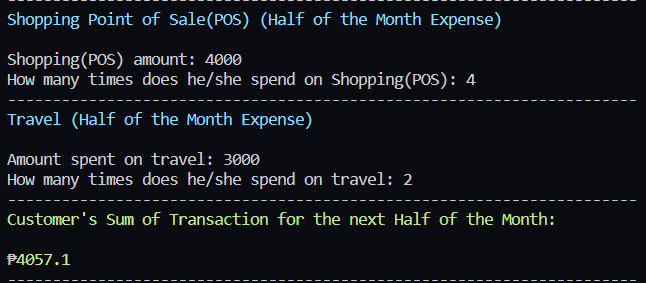 Shopping Point of Sale(POS) (Half of the Month Expense)
Shopping(POS) amount: 4000
How many times does he/she spend on Shopping(POS): 4
Travel (Half of the Month Expense)
Amount spent on travel: 3000
How many times does he/she spend on travel: 2
Customer's Sum of Transaction for the next Half of the Month:
₱4057.1